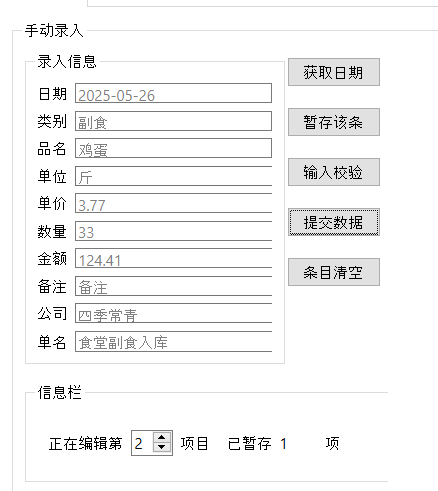 手动录入
录入信息
日期 2025-05-26
类别 副食
品名 鸡蛋
单位 斤
单价 3.77
数量 33
金额 124.41
备注 备注
公司 四季常青
单名 食堂副食入库
获取日期
暂存该条
输入校验
提交数据
条目清空
信息栏
正在编辑第 2 项目 已暂存 1 项